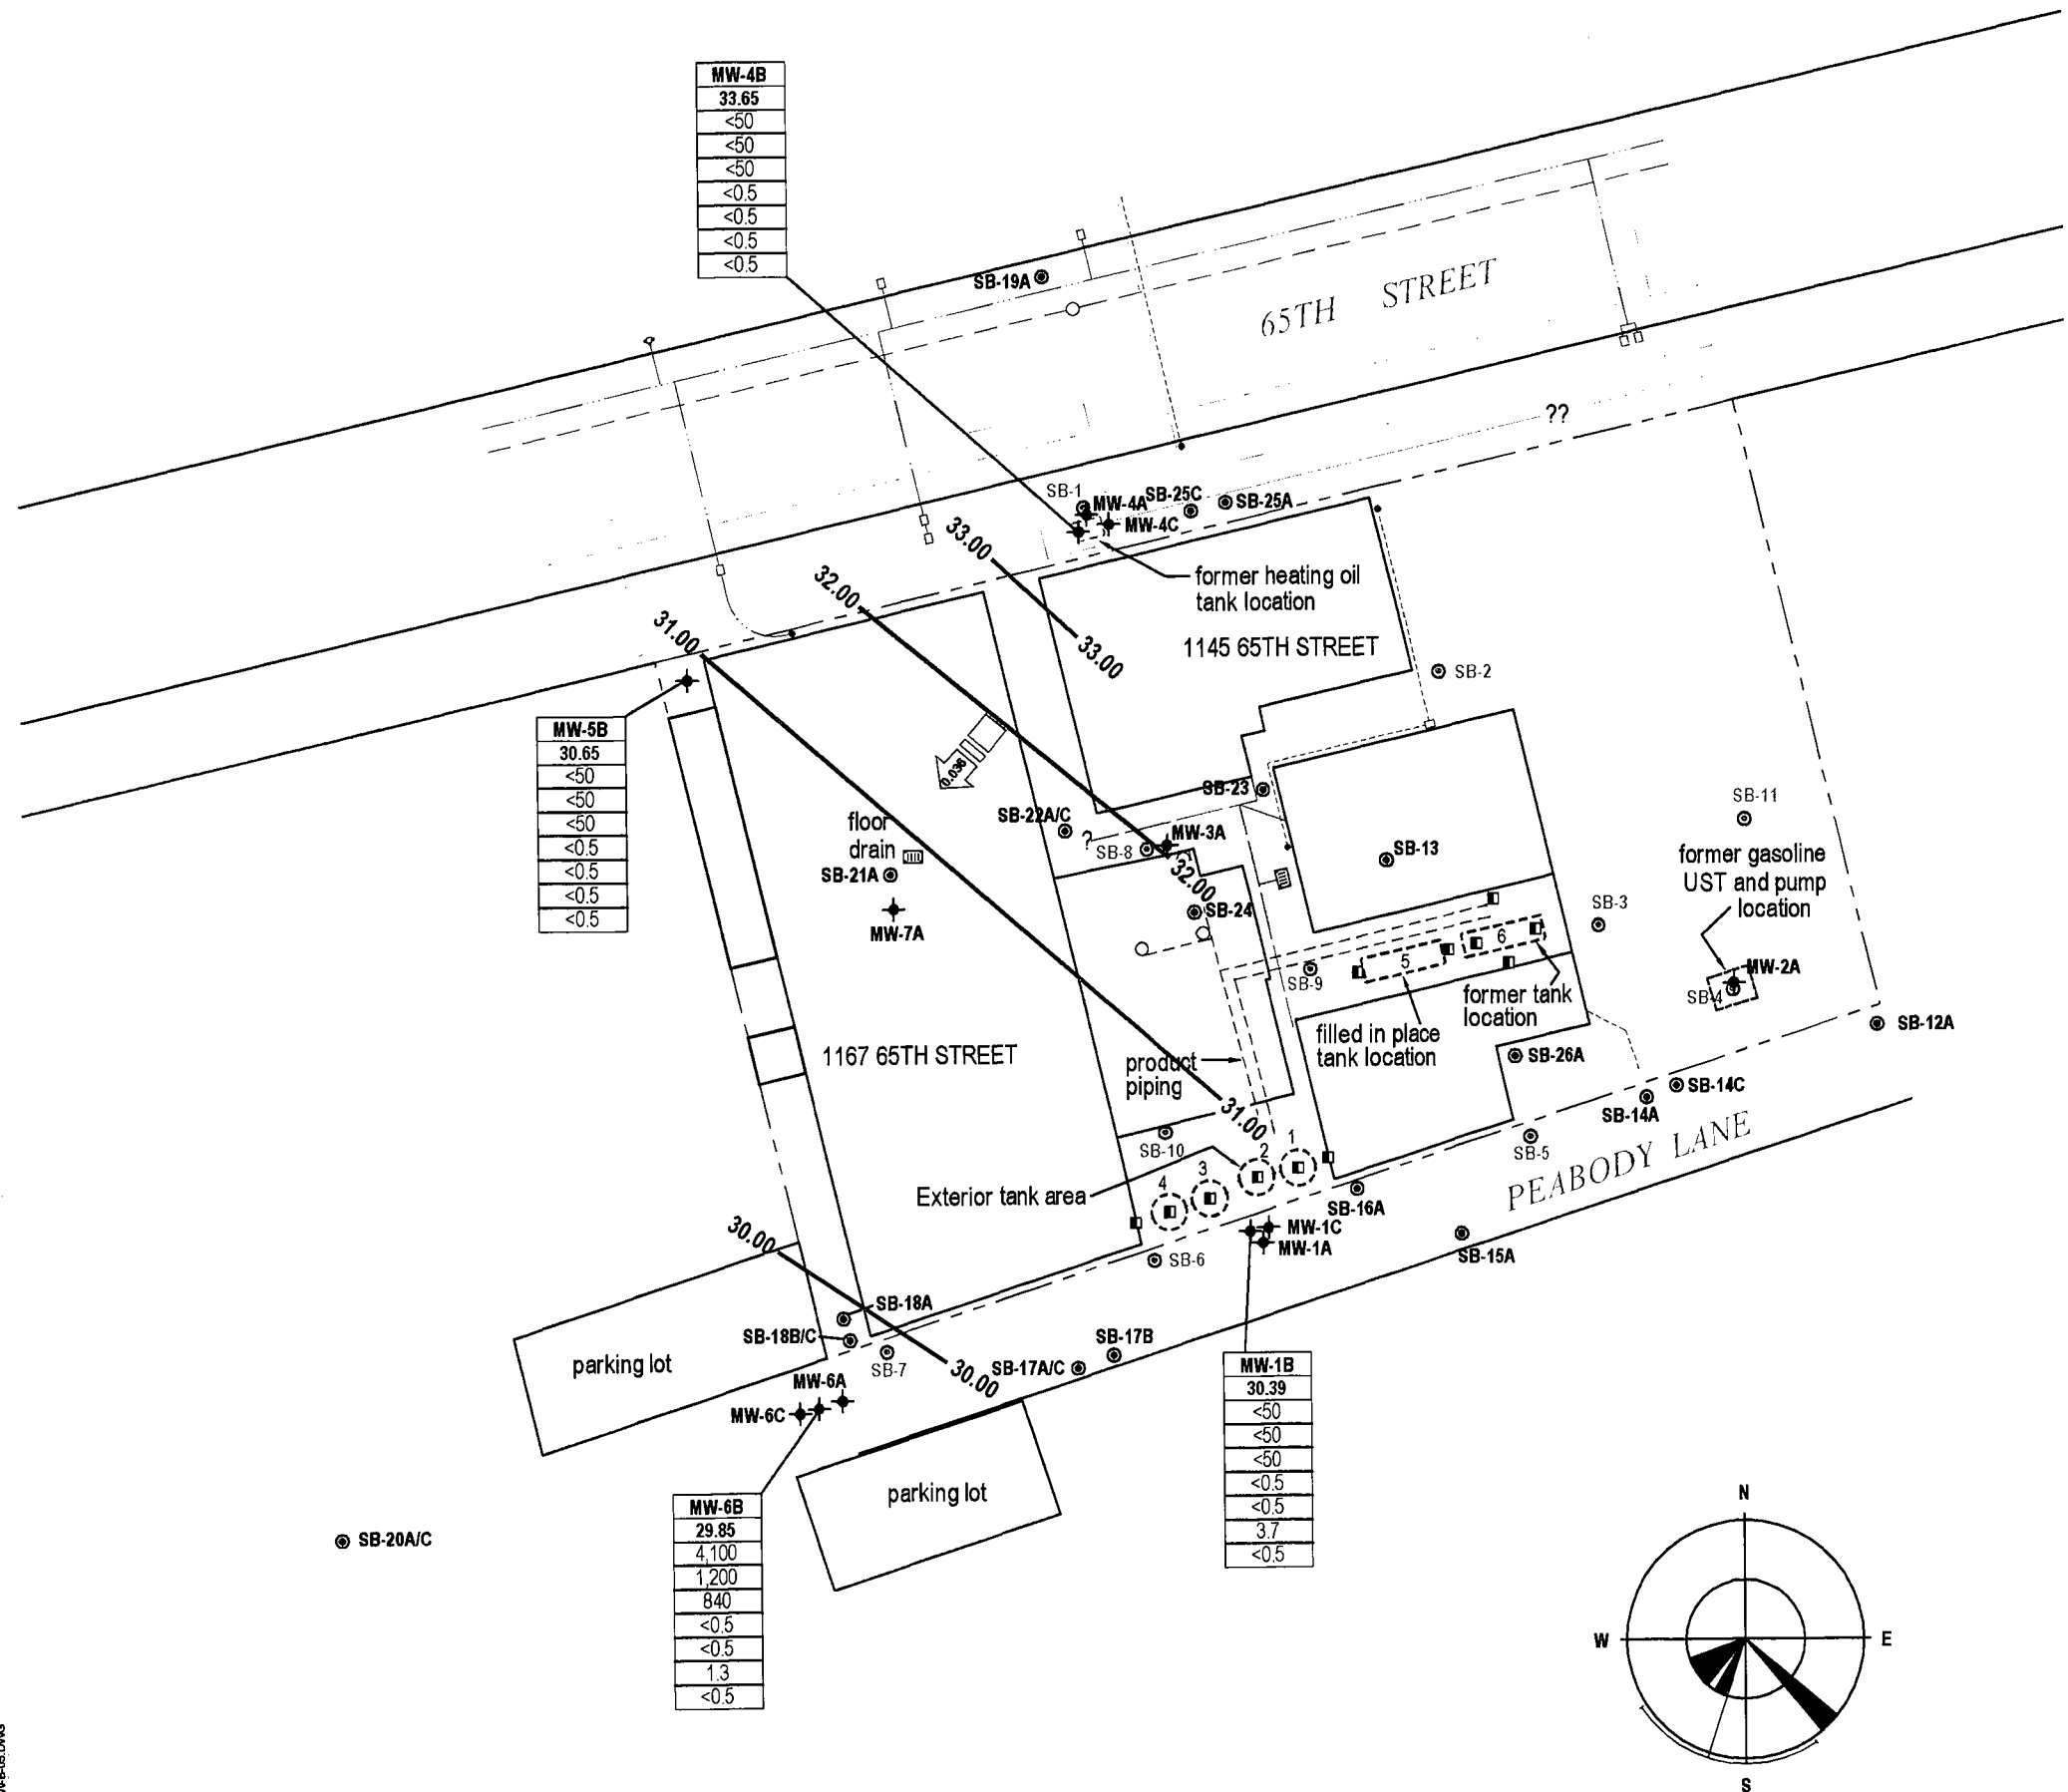 MW-4B
33.65
<50
<50
<50
<0.5
<0.5
<0.5
<0.5
SB-19A
65TH STREET
??
SB-1
MW-4A
SB-25C
SB-25A
MW-4C
33.00
former heating oil
tank location
32.00
31.00
33.00
1145 65TH STREET
SB-2
MW-5B
30.65
<50
<50
<50
<0.5
<0.5
<0.5
<0.5
0.036
SB-23
SB-11
floor
drain
SB-22A/C
?
SB-8
MW-3A
SB-13
former gasoline
UST and pump
location
SB-21A
32.00
SB-24
SB-3
MW-7A
6
5
SB-9
MW-2A
SB-4
former tank
location
SB-12A
filled in place
tank location
1167 65TH STREET
product
piping
SB-26A
SB-14C
SB-14A
31.00
SB-10
1
2
3
4
SB-5
PEABODY LANE
Exterior tank area
SB-16A
MW-1C
MW-1A
SB-15A
SB-6
30.00
SB-18A
SB-18B/C
SB-17B
SB-7
SB-17A/C
30.00
parking lot
MW-6A
MW-6C
MW-1B
30.39
<50
<50
<50
<0.5
<0.5
3.7
<0.5
parking lot
MW-6B
29.85
4,100
1,200
840
<0.5
<0.5
1.3
<0.5
SB-20A/C
N
W
E
S